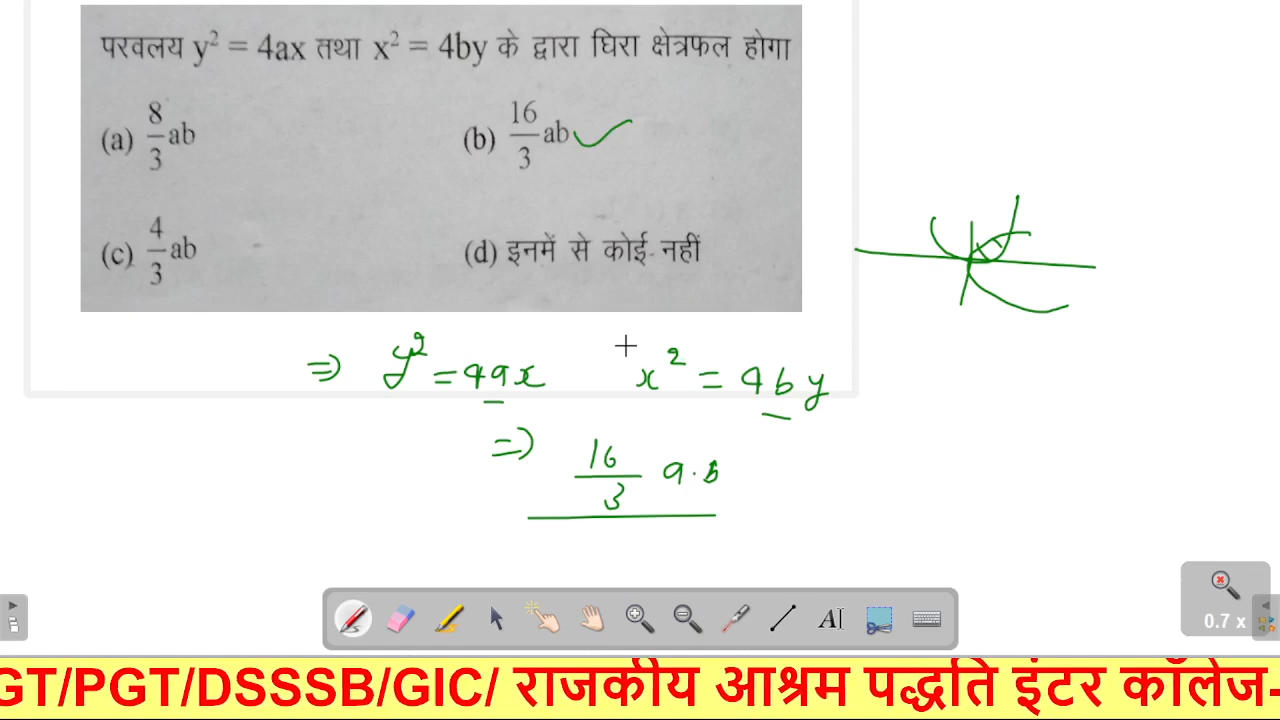 परवलय y² = 4ax तथा x² = 4by के द्वारा घिरा क्षेत्रफल होगा
(a) 8/3 ab
(b) 16/3 ab ✓
(c) 4/3 ab
(d) इनमें से कोई नहीं
⇒ y² = 4ax x² = 4by
⇒ 16/3 a.b
AI
0.7 x
GT/PGT/DSSSB/GIC/ राजकीय आश्रम पद्धति इंटर कॉलेज-